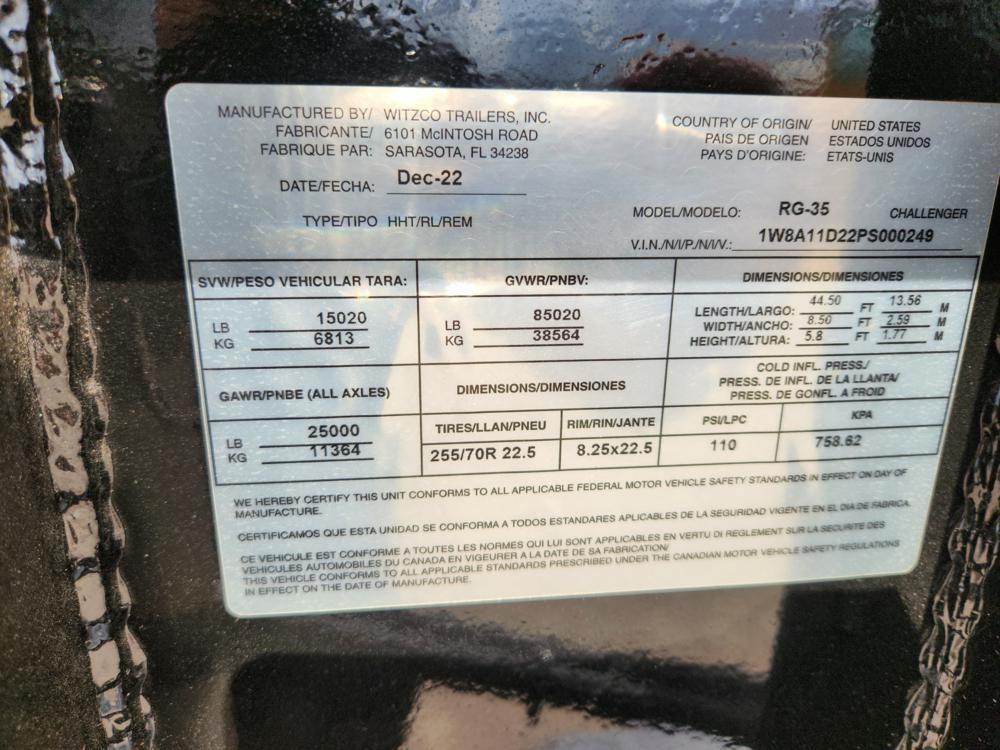 MANUFACTURED BY/ WITZCO TRAILERS, INC.
FABRICANTE/ 6101 McINTOSH ROAD
FABRIQUE PAR: SARASOTA, FL 34238
COUNTRY OF ORIGIN/ UNITED STATES
PAIS DE ORIGEN ESTADOS UNIDOS
PAYS D'ORIGINE: ETATS-UNIS
DATE/FECHA: Dec-22
TYPE/TIPO HHT/RL/REM
MODEL/MODELO: RG-35 CHALLENGER
V.I.N./N/I/P./N/I/V.: 1W8A11D22PS000249
SVW/PESO VEHICULAR TARA:
LB 15020
KG 6813
GVWR/PNBV:
LB 85020
KG 38564
DIMENSIONS/DIMENSIONES
LENGTH/LARGO: 44.50 FT 13.56 M
WIDTH/ANCHO: 8.50 FT 2.59 M
HEIGHT/ALTURA: 5.8 FT 1.77 M
GAWR/PNBE (ALL AXLES)
LB 25000
KG 11364
DIMENSIONS/DIMENSIONES
TIRES/LLAN/PNEU RIM/RIN/JANTE
255/70R 22.5 8.25x22.5
COLD INFL. PRESS./
PRESS. DE INFL. DE LA LLANTA/
PRESS. DE GONFL. A FROID
PSI/LPC KPA
110 758.62
WE HEREBY CERTIFY THIS UNIT CONFORMS TO ALL APPLICABLE FEDERAL MOTOR VEHICLE SAFETY STANDARDS IN EFFECT ON DAY OF
MANUFACTURE.
CERTIFICAMOS QUE ESTA UNIDAD SE CONFORMA A TODOS ESTANDARES APLICABLES DE LA SEGURIDAD VIGENTE EN EL DIA DE FABRICA
CE VEHICULE EST CONFORME A TOUTES LES NORMES QUI LUI SONT APPLICABLES EN VERTU DI REGLEMENT SUR LA SECURITE DES
VEHICULES AUTOMOBILES DU CANADA EN VIGEURER A LA DATE DE SA FABRICATION/
THIS VEHICLE CONFORMS TO ALL APPLICABLE STANDARDS PRESCRIBED UNDER THE CANADIAN MOTOR VEHICLE SAFETY REGULATIONS
IN EFFECT ON THE DATE OF MANUFACTURE.